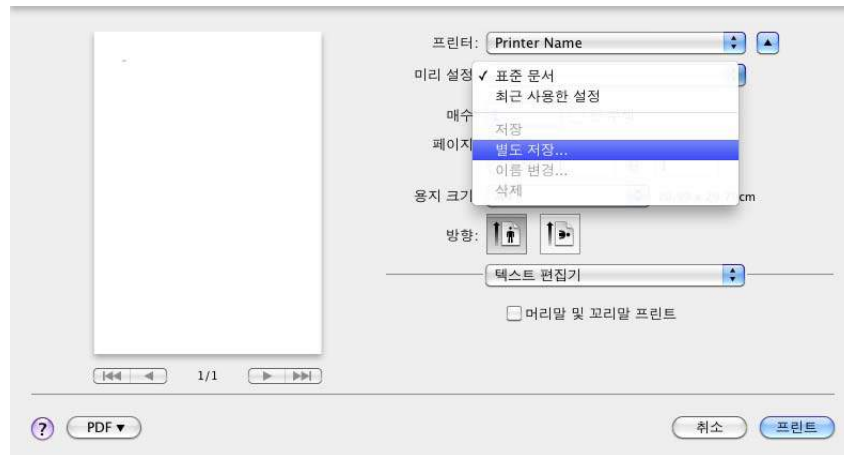 프린터: Printer Name
미리 설정 ✓ 표준 문서
최근 사용한 설정
매수
저장
페이지
별도 저장...
이름 변경...
삭제
용지 크기 cm
방향:
텍스트 편집기
머리말 및 꼬리말 프린트
1/1
? PDF ▼ 취소 프린트